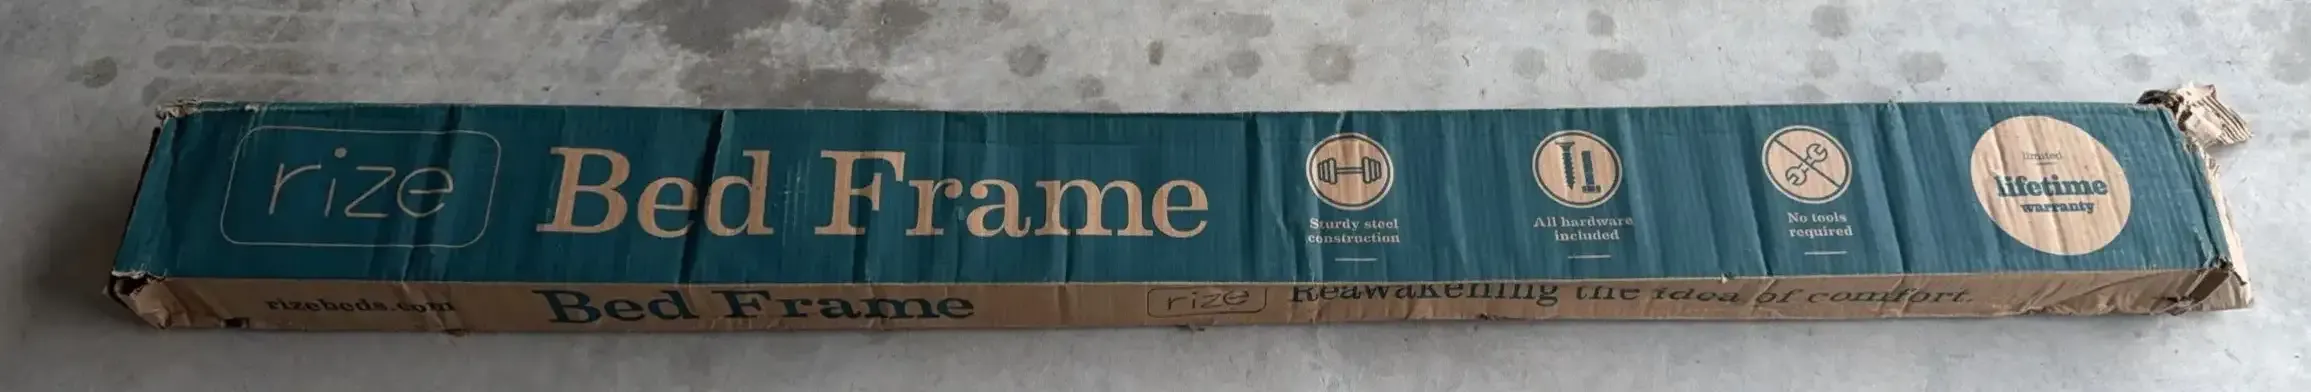 rize
Bed Frame
Sturdy steel
construction
All hardware
included
No tools
required
limited
lifetime
warranty
rizebeds.com
Bed Frame
rize
Reawakening the idea of comfort.